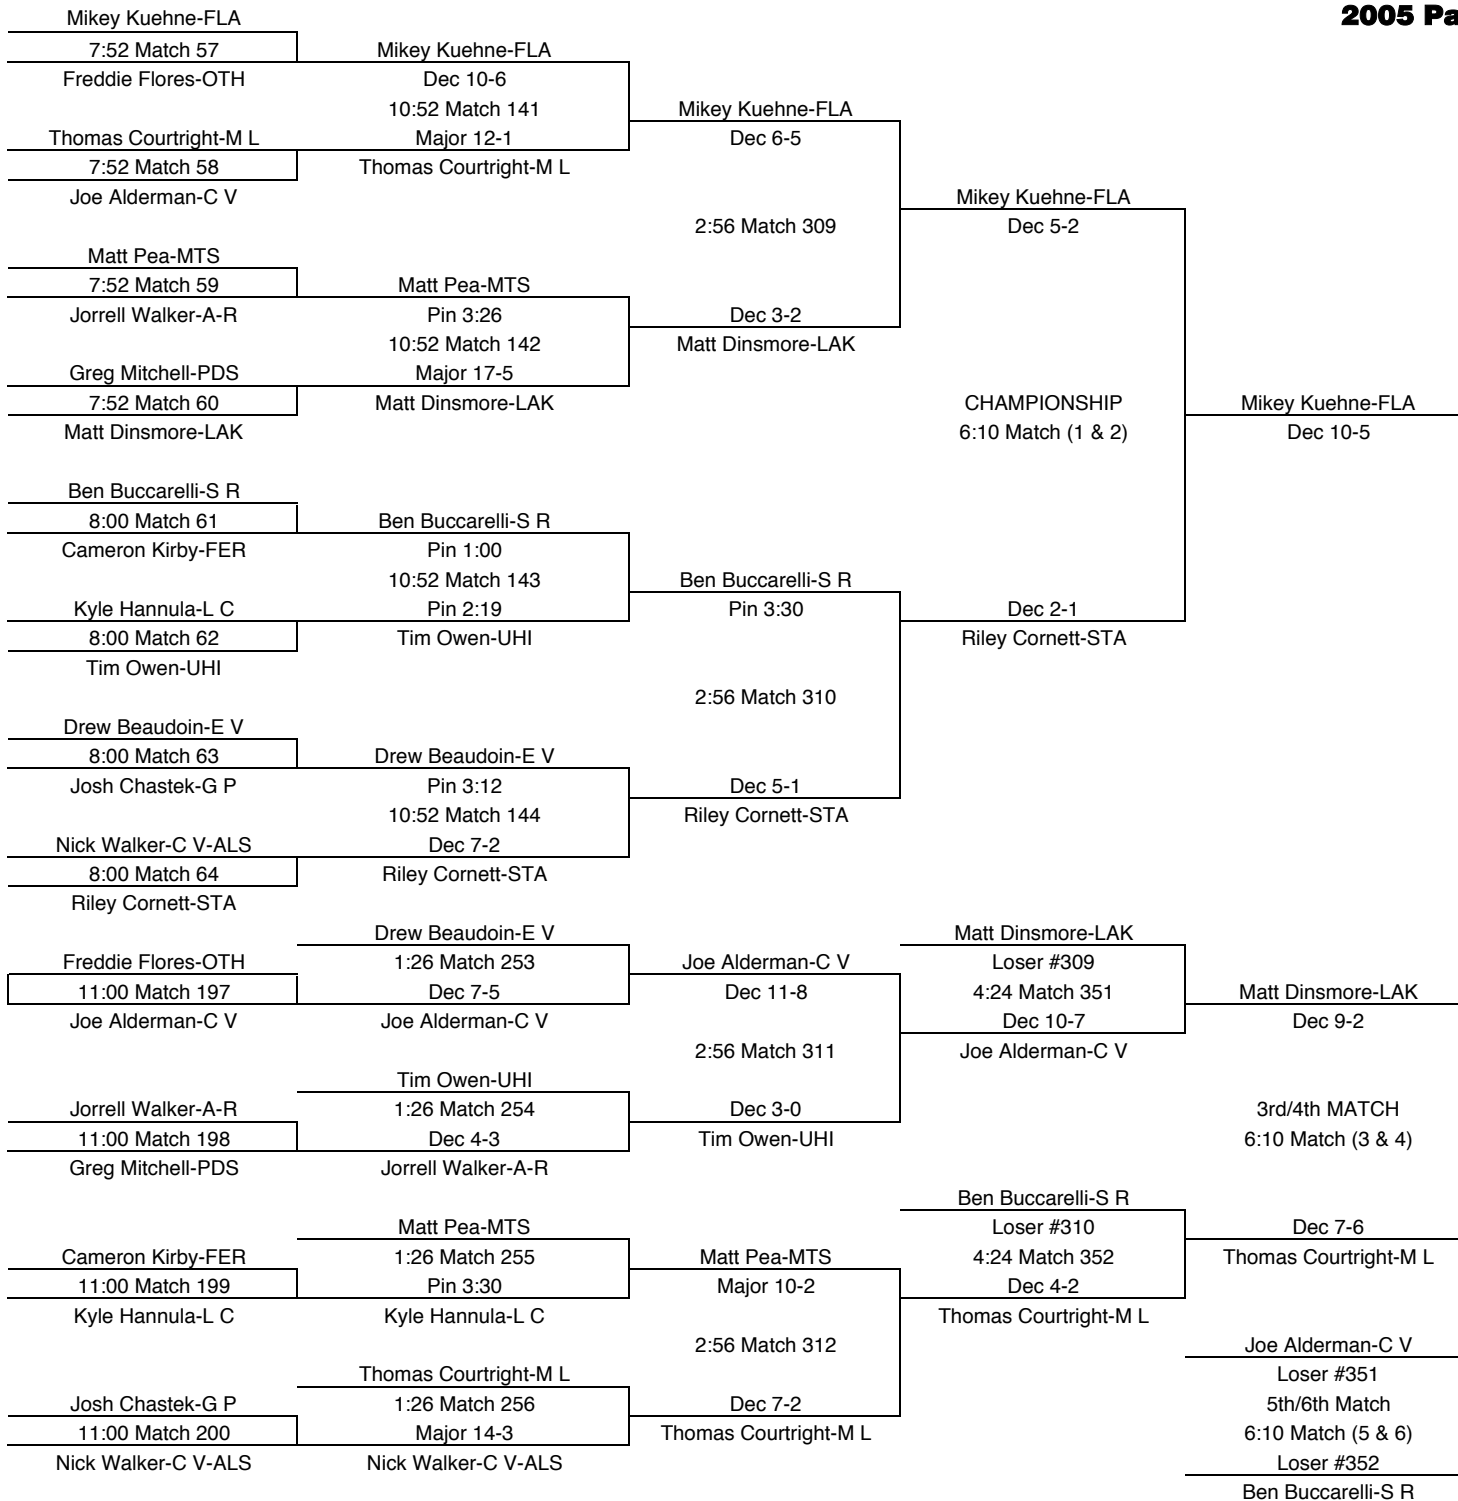 2005 Pa
Mikey Kuehne-FLA
7:52 Match 57
Freddie Flores-OTH
Thomas Courtright-M L
7:52 Match 58
Joe Alderman-C V
Matt Pea-MTS
7:52 Match 59
Jorrell Walker-A-R
Greg Mitchell-PDS
7:52 Match 60
Matt Dinsmore-LAK
Ben Buccarelli-S R
8:00 Match 61
Cameron Kirby-FER
Kyle Hannula-L C
8:00 Match 62
Tim Owen-UHI
Drew Beaudoin-E V
8:00 Match 63
Josh Chastek-G P
Nick Walker-C V-ALS
8:00 Match 64
Riley Cornett-STA
Mikey Kuehne-FLA
Dec 10-6
10:52 Match 141
Major 12-1
Thomas Courtright-M L
Matt Pea-MTS
Pin 3:26
10:52 Match 142
Major 17-5
Matt Dinsmore-LAK
Ben Buccarelli-S R
Pin 1:00
10:52 Match 143
Pin 2:19
Tim Owen-UHI
Drew Beaudoin-E V
Pin 3:12
10:52 Match 144
Dec 7-2
Riley Cornett-STA
Mikey Kuehne-FLA
Dec 6-5
2:56 Match 309
Dec 3-2
Matt Dinsmore-LAK
Ben Buccarelli-S R
Pin 3:30
2:56 Match 310
Dec 5-1
Riley Cornett-STA
Mikey Kuehne-FLA
Dec 5-2
CHAMPIONSHIP
6:10 Match (1 & 2)
Dec 2-1
Riley Cornett-STA
Mikey Kuehne-FLA
Dec 10-5
Freddie Flores-OTH
11:00 Match 197
Joe Alderman-C V
Jorrell Walker-A-R
11:00 Match 198
Greg Mitchell-PDS
Cameron Kirby-FER
11:00 Match 199
Kyle Hannula-L C
Josh Chastek-G P
11:00 Match 200
Nick Walker-C V-ALS
Drew Beaudoin-E V
1:26 Match 253
Dec 7-5
Joe Alderman-C V
Tim Owen-UHI
1:26 Match 254
Dec 4-3
Jorrell Walker-A-R
Matt Pea-MTS
1:26 Match 255
Pin 3:30
Kyle Hannula-L C
Thomas Courtright-M L
1:26 Match 256
Major 14-3
Nick Walker-C V-ALS
Joe Alderman-C V
Dec 11-8
2:56 Match 311
Dec 3-0
Tim Owen-UHI
Matt Pea-MTS
Major 10-2
2:56 Match 312
Dec 7-2
Thomas Courtright-M L
Matt Dinsmore-LAK
Loser #309
4:24 Match 351
Dec 10-7
Joe Alderman-C V
Ben Buccarelli-S R
Loser #310
4:24 Match 352
Dec 4-2
Thomas Courtright-M L
Matt Dinsmore-LAK
Dec 9-2
3rd/4th MATCH
6:10 Match (3 & 4)
Dec 7-6
Thomas Courtright-M L
Joe Alderman-C V
Loser #351
5th/6th Match
6:10 Match (5 & 6)
Loser #352
Ben Buccarelli-S R